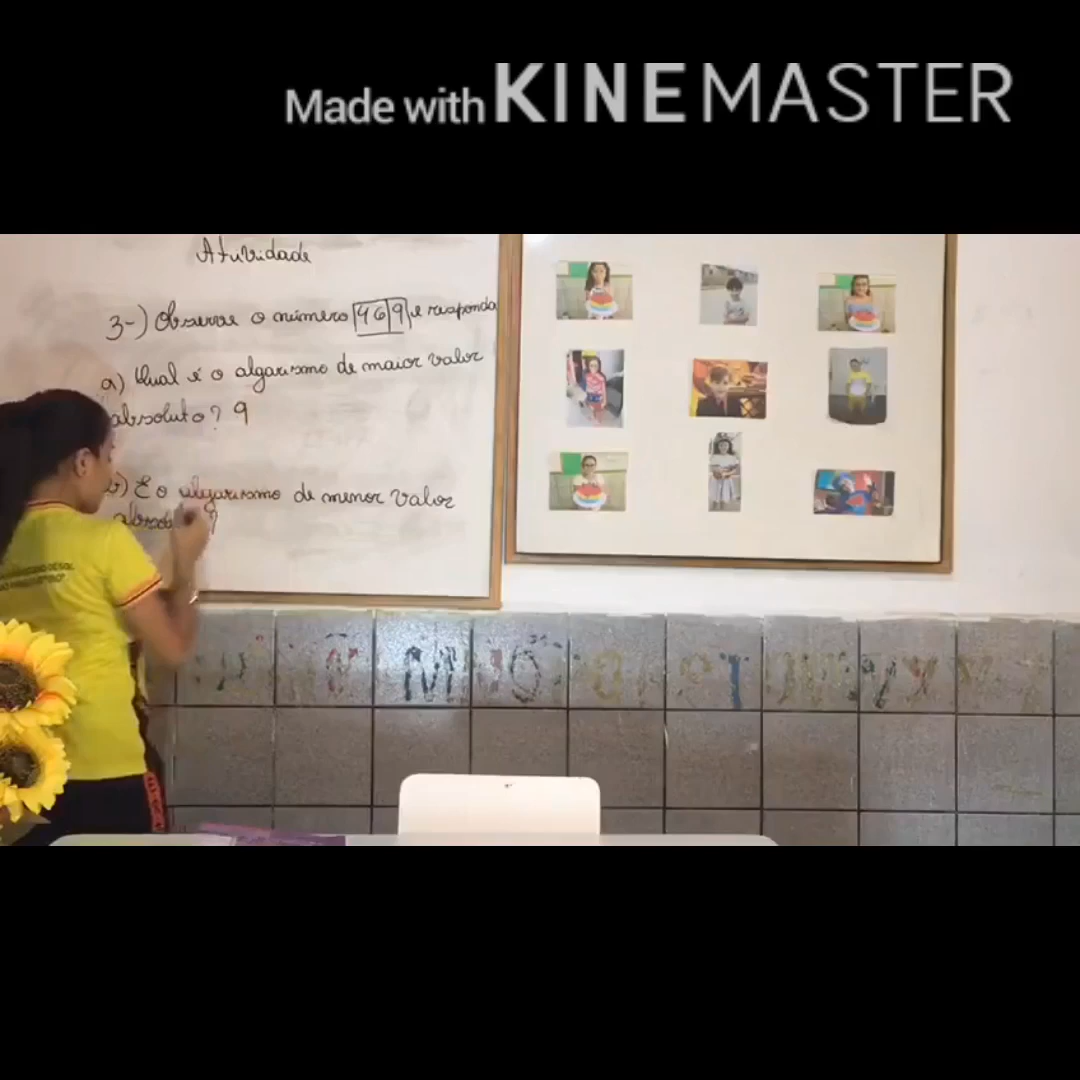 Made with KINEMASTER
Atividade
3-) Observe o número 469, e responda
a) Qual é o algarismo de maior valor
absoluto? 9
b) E o algarismo de menor valor